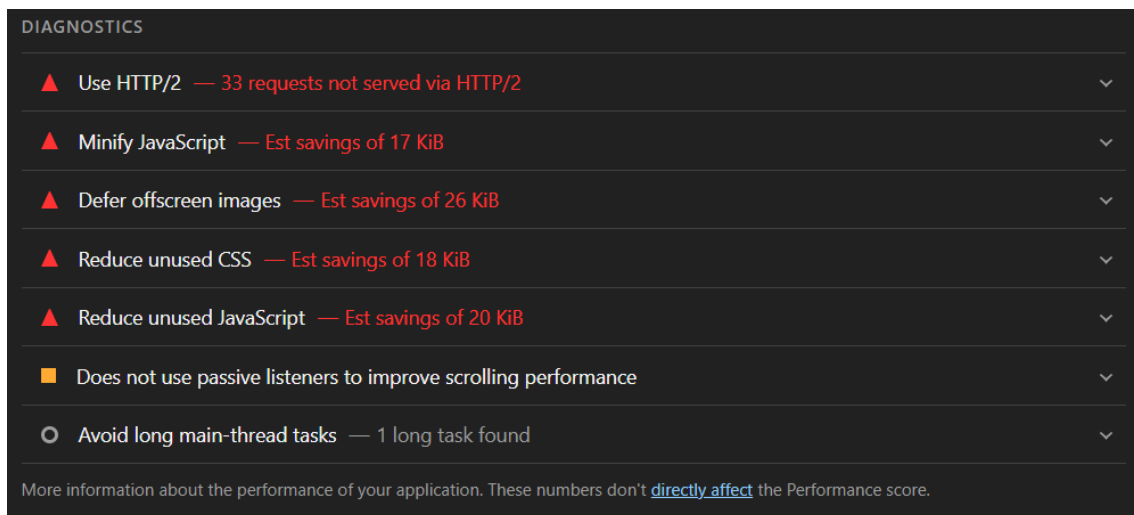 DIAGNOSTICS
Use HTTP/2 — 33 requests not served via HTTP/2
Minify JavaScript — Est savings of 17 KiB
Defer offscreen images — Est savings of 26 KiB
Reduce unused CSS — Est savings of 18 KiB
Reduce unused JavaScript — Est savings of 20 KiB
Does not use passive listeners to improve scrolling performance
Avoid long main-thread tasks — 1 long task found
More information about the performance of your application. These numbers don't directly affect the Performance score.